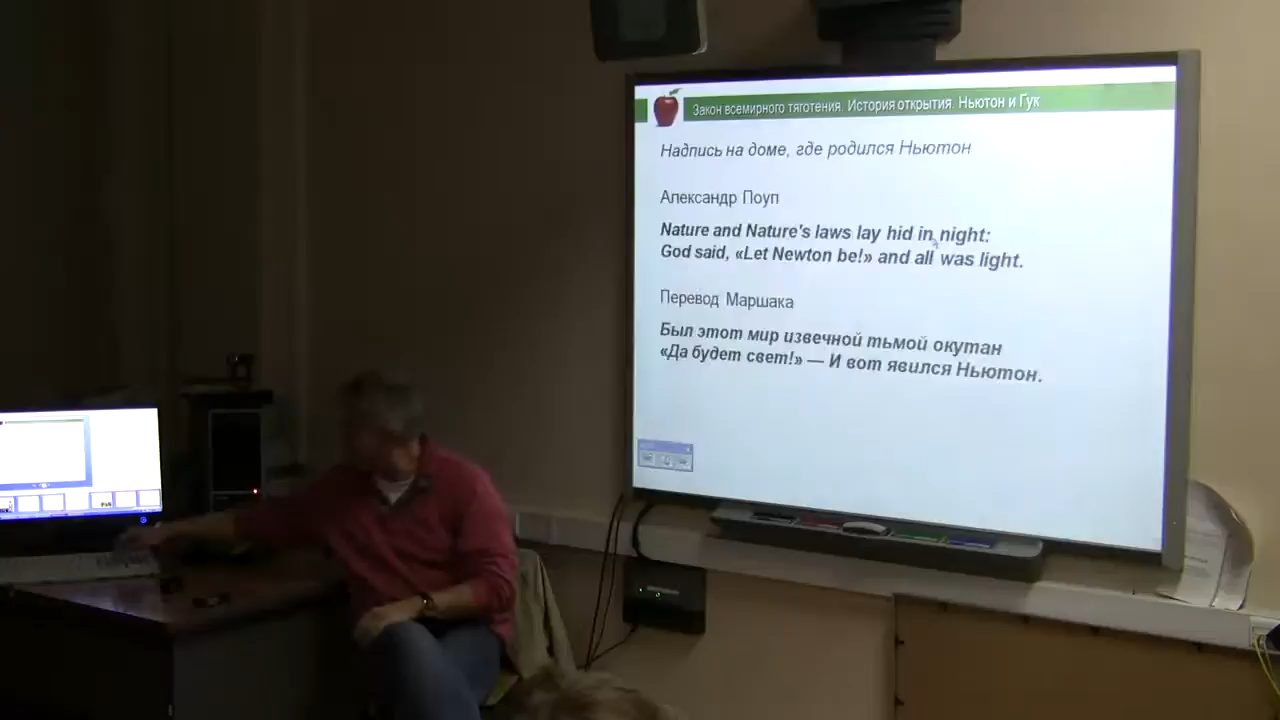 Закон всемирного тяготения. История открытия. Ньютон и Гук
Надпись на доме, где родился Ньютон
Александр Поуп
Nature and Nature's laws lay hid in night:
God said, «Let Newton be!» and all was light.
Перевод Маршака
Был этот мир извечной тьмой окутан
«Да будет свет!» — И вот явился Ньютон.